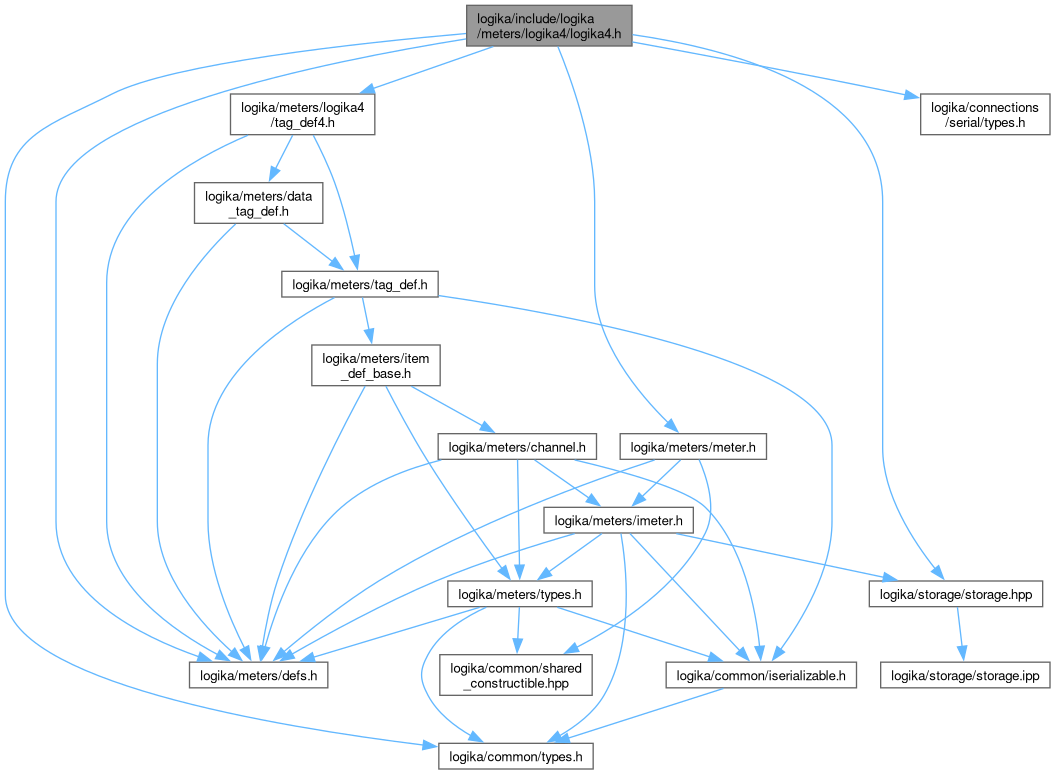 logika/include/logika
/meters/logika4/logika4.h
logika/meters/logika4
/tag_def4.h
logika/connections
/serial/types.h
logika/meters/data
_tag_def.h
logika/meters/tag_def.h
logika/meters/item
_def_base.h
logika/meters/channel.h
logika/meters/meter.h
logika/meters/imeter.h
logika/meters/types.h
logika/storage/storage.hpp
logika/meters/defs.h
logika/common/shared
_constructible.hpp
logika/common/iserializable.h
logika/storage/storage.ipp
logika/common/types.h